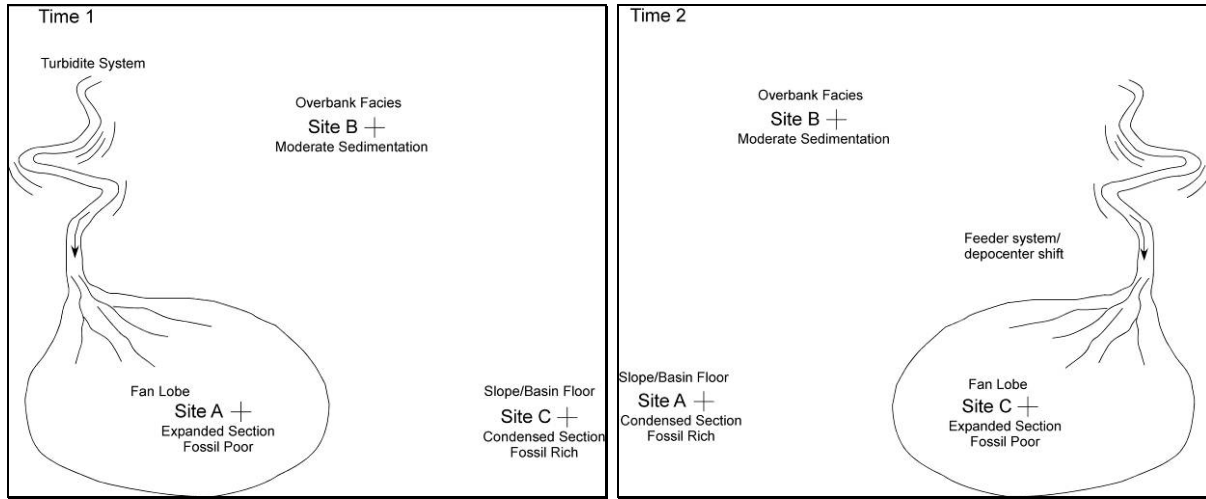 Time 1
Turbidite System
Overbank Facies
Site B
Moderate Sedimentation
Fan Lobe
Site A
Expanded Section
Fossil Poor
Slope/Basin Floor
Site C
Condensed Section
Fossil Rich
Time 2
Overbank Facies
Site B
Moderate Sedimentation
Feeder system/
depocenter shift
Slope/Basin Floor
Site A
Condensed Section
Fossil Rich
Fan Lobe
Site C
Expanded Section
Fossil Poor